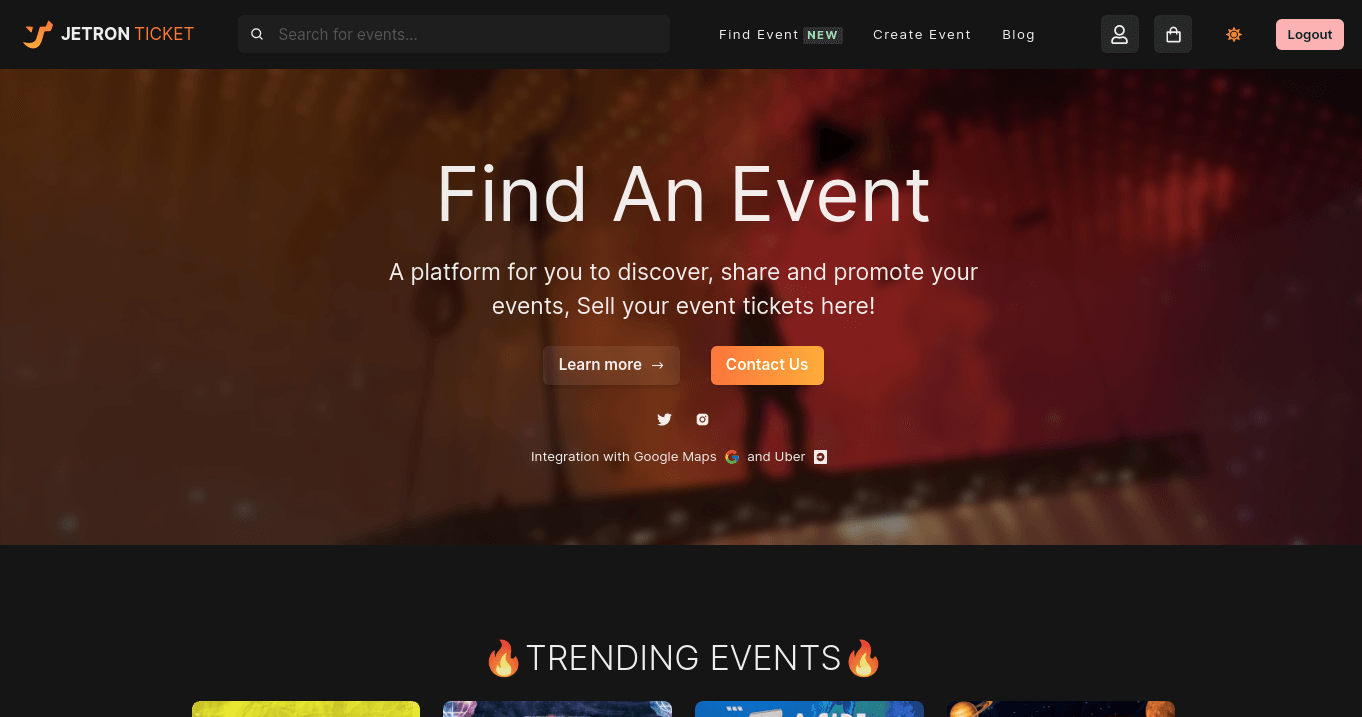 JETRON TICKET
Search for events...
Find Event NEW
Create Event
Blog
Logout
Find An Event
A platform for you to discover, share and promote your
events, Sell your event tickets here!
Learn more →
Contact Us
Integration with Google Maps and Uber
🔥TRENDING EVENTS🔥